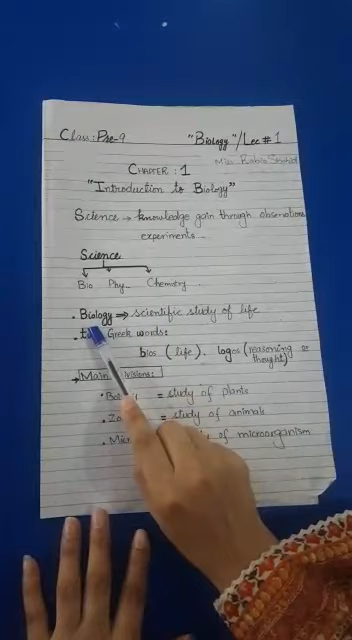 Class: Pre-9 "Biology"/Lec # 1
Miss Rabia
CHAPTER: 1
"Introduction to Biology"
Science → knowledge gain through observations
experiments...
Science
Bio Phy Chemistry
• Biology ⇒ scientific study of life
Greek words:
bios (life). logos (reasoning or
thought)
→ Main
• = study of plants
• = study of animals
• of microorganism